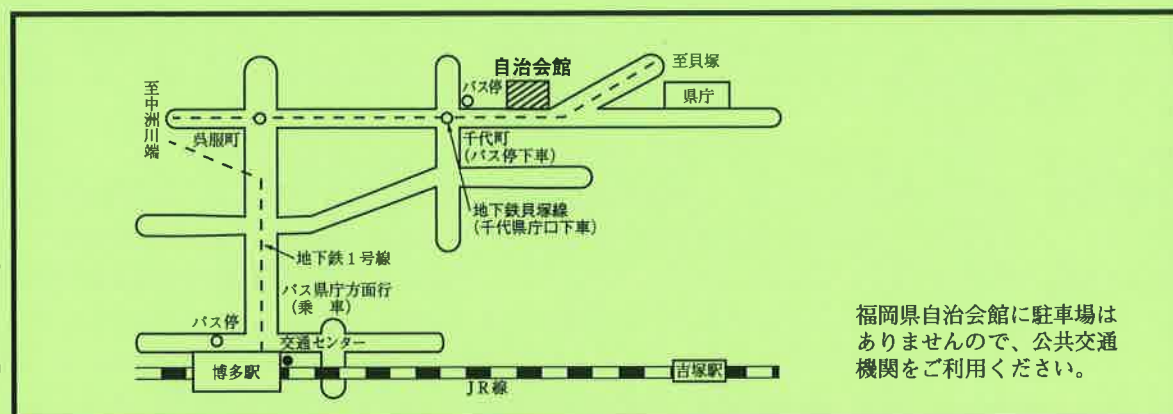 自治会館
至貝塚
バス停
県庁
至中洲川端
呉服町
千代町
(バス停下車)
地下鉄貝塚線
(千代県庁口下車)
地下鉄1号線
バス県庁方面行
(乗 車)
バス停
交通センター
博多駅
JR線
吉塚駅
福岡県自治会館に駐車場は
ありませんので、公共交通
機関をご利用ください。